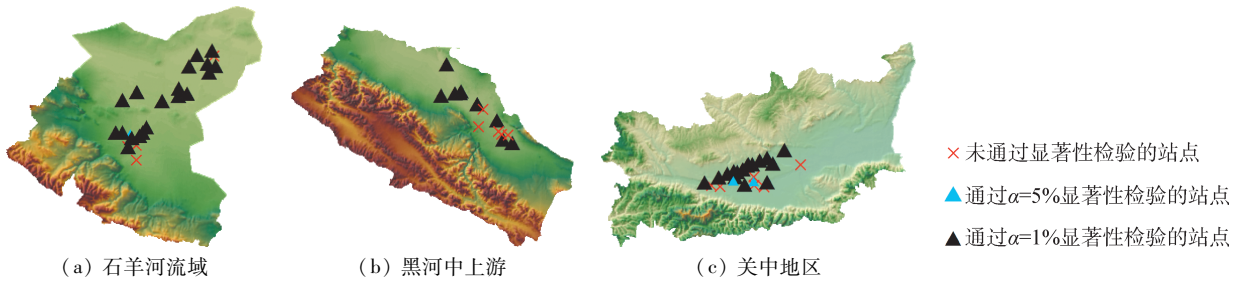 未通过显著性检验的站点
通过α=5%显著性检验的站点
通过α=1%显著性检验的站点
（a）石羊河流域
（b）黑河中上游
（c）关中地区